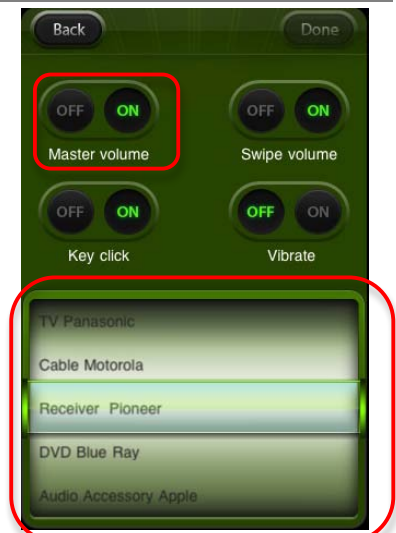 Back Done
OFF ON OFF ON
Master volume Swipe volume
OFF ON OFF ON
Key click Vibrate
TV Panasonic
Cable Motorola
Receiver Pioneer
DVD Blue Ray
Audio Accessory Apple